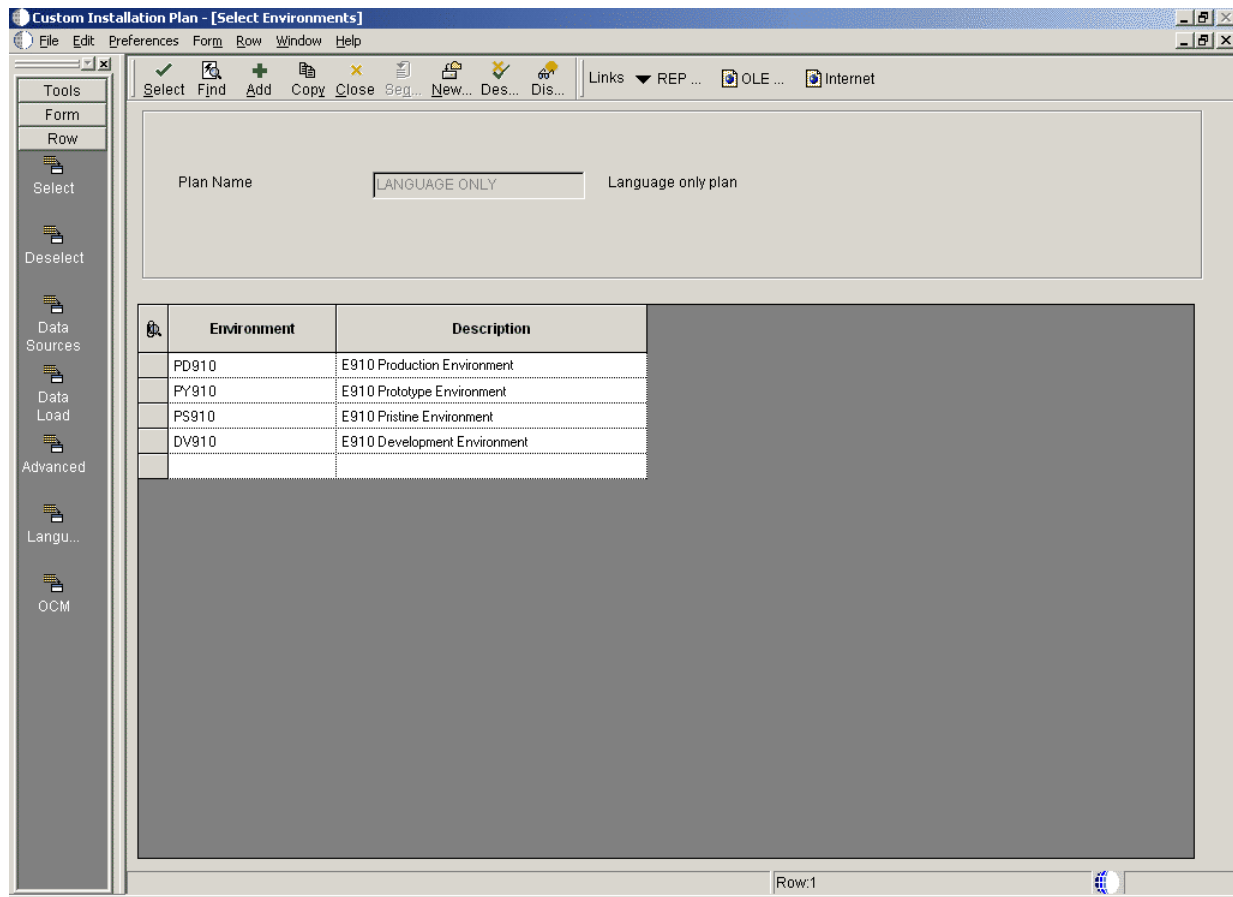 Custom Installation Plan - [Select Environments]
File Edit Preferences Form Row Window Help
Tools
Form
Row
Select
Deselect
Data
Sources
Data
Load
Advanced
Langu...
OCM
Select Find Add Copy Close Seq... New... Des... Dis... Links REP ... OLE ... Internet
Plan Name LANGUAGE ONLY Language only plan
Environment Description
PD910 E910 Production Environment
PY910 E910 Prototype Environment
PS910 E910 Pristine Environment
DV910 E910 Development Environment
Row:1